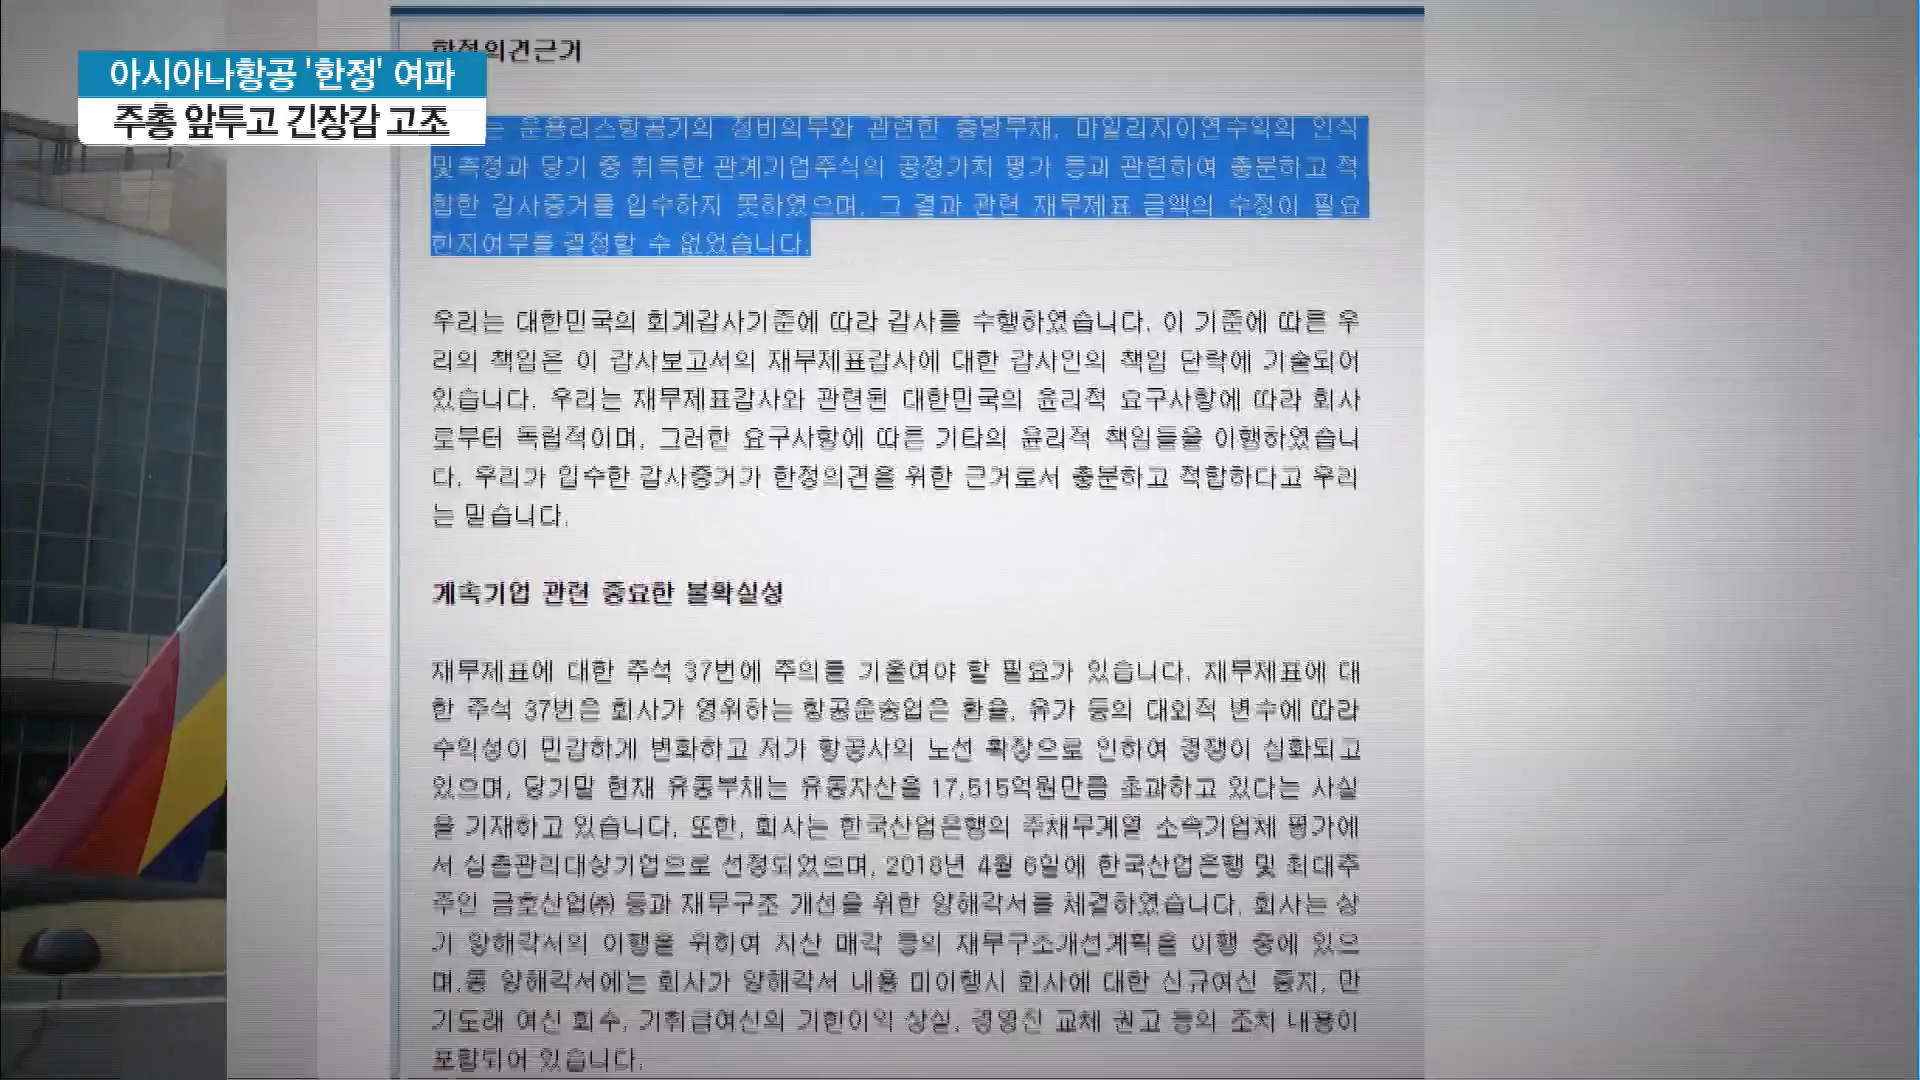 아시아나항공 '한정' 여파
주총 앞두고 긴장감 고조
한정의견근거
는 운용리스항공기의 정비의무와 관련한 충당부채, 마일리지이연수익의 인식
및측정과 당기 중 취득한 관계기업주식의 공정가치 평가 등과 관련하여 충분하고 적
합한 감사증거를 입수하지 못하였으며, 그 결과 관련 재무제표 금액의 수정이 필요
한지여부를 결정할 수 없었습니다.
우리는 대한민국의 회계감사기준에 따라 감사를 수행하였습니다. 이 기준에 따른 우
리의 책임은 이 감사보고서의 재무제표감사에 대한 감사인의 책임 단락에 기술되어
있습니다. 우리는 재무제표감사와 관련된 대한민국의 윤리적 요구사항에 따라 회사
로부터 독립적이며, 그러한 요구사항에 따른 기타의 윤리적 책임들을 이행하였습니
다. 우리가 입수한 감사증거가 한정의견을 위한 근거로서 충분하고 적합하다고 우리
는 믿습니다.
계속기업 관련 중요한 불확실성
재무제표에 대한 주석 37번에 주의를 기울여야 할 필요가 있습니다. 재무제표에 대
한 주석 37번은 회사가 영위하는 항공운송업은 환율, 유가 등의 대외적 변수에 따라
수익성이 민감하게 변화하고 저가 항공사의 노선 확장으로 인하여 경쟁이 심화되고
있으며, 당기말 현재 유동부채는 유동자산을 17,515억원만큼 초과하고 있다는 사실
을 기재하고 있습니다. 또한, 회사는 한국산업은행의 주채무계열 소속기업체 평가에
서 심층관리대상기업으로 선정되었으며, 2018년 4월 6일에 한국산업은행 및 최대주
주인 금호산업㈜ 등과 재무구조 개선을 위한 양해각서를 체결하였습니다. 회사는 상
기 양해각서의 이행을 위하여 자산 매각 등의 재무구조개선계획을 이행 중에 있으
며,동 양해각서에는 회사가 양해각서 내용 미이행시 회사에 대한 신규여신 중지, 만
기도래 여신 회수, 기취급여신의 기한이익 상실, 경영진 교체 권고 등의 조치 내용이
포함되어 있습니다.